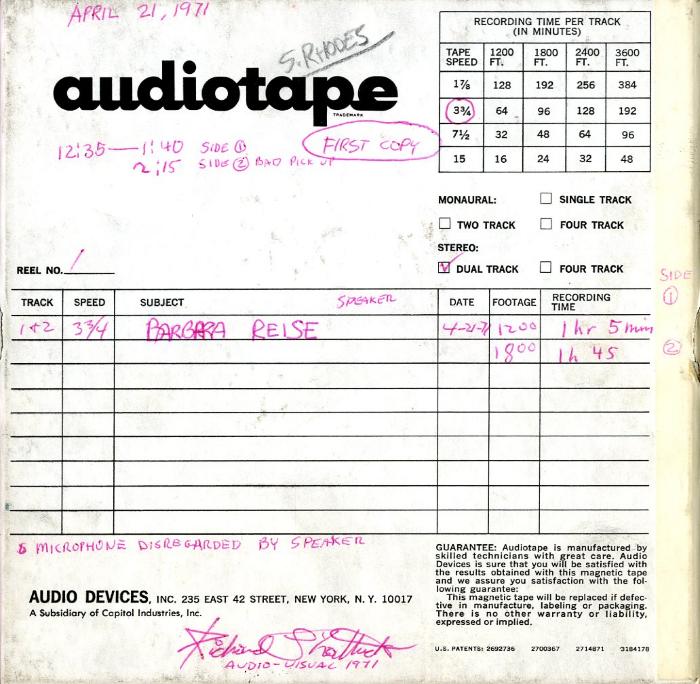 APRIL 21, 1971
S. RHODES
audiotape
TRADEMARK
12:35 — 1:40 SIDE ①
2:15 SIDE ② BAD PICK UP
FIRST COPY
RECORDING TIME PER TRACK
(IN MINUTES)
TAPE SPEED 1200 FT. 1800 FT. 2400 FT. 3600 FT.
1⅞ 128 192 256 384
3¾ 64 96 128 192
7½ 32 48 64 96
15 16 24 32 48
MONAURAL: SINGLE TRACK
TWO TRACK FOUR TRACK
STEREO:
DUAL TRACK FOUR TRACK
REEL NO. 1
SIDE
TRACK SPEED SUBJECT SPEAKER DATE FOOTAGE RECORDING TIME
1+2 3 3/4 BARBARA REISE 4-21-71 1200 1 hr 5 min ①
1800 1 h 45 ②
MICROPHONE DISREGARDED BY SPEAKER
GUARANTEE: Audiotape is manufactured by
skilled technicians with great care. Audio
Devices is sure that you will be satisfied with
the results obtained with this magnetic tape
and we assure you satisfaction with the fol-
lowing guarantee:
This magnetic tape will be replaced if defec-
tive in manufacture, labeling or packaging.
There is no other warranty or liability,
expressed or implied.
AUDIO DEVICES, INC. 235 EAST 42 STREET, NEW YORK, N. Y. 10017
A Subsidiary of Capitol Industries, Inc.
Richard
AUDIO-VISUAL 1971
U.S. PATENTS: 2692736 2700367 2714871 3184178